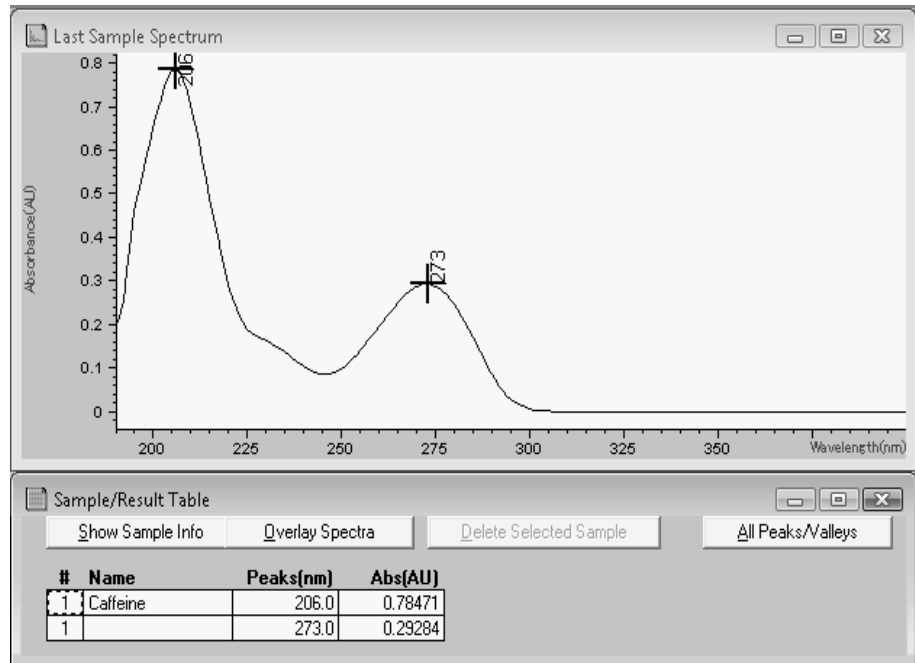 Last Sample Spectrum
206
0.8
0.7
0.6
273
0.5
Absorbance(AU)
0.4
0.3
0.2
0.1
0
200 225 250 275 300 325 350 Wavelength(nm)
Sample/Result Table
Show Sample Info Overlay Spectra Delete Selected Sample All Peaks/Valleys
# Name Peaks(nm) Abs(AU)
1 Caffeine 206.0 0.78471
1 273.0 0.29284